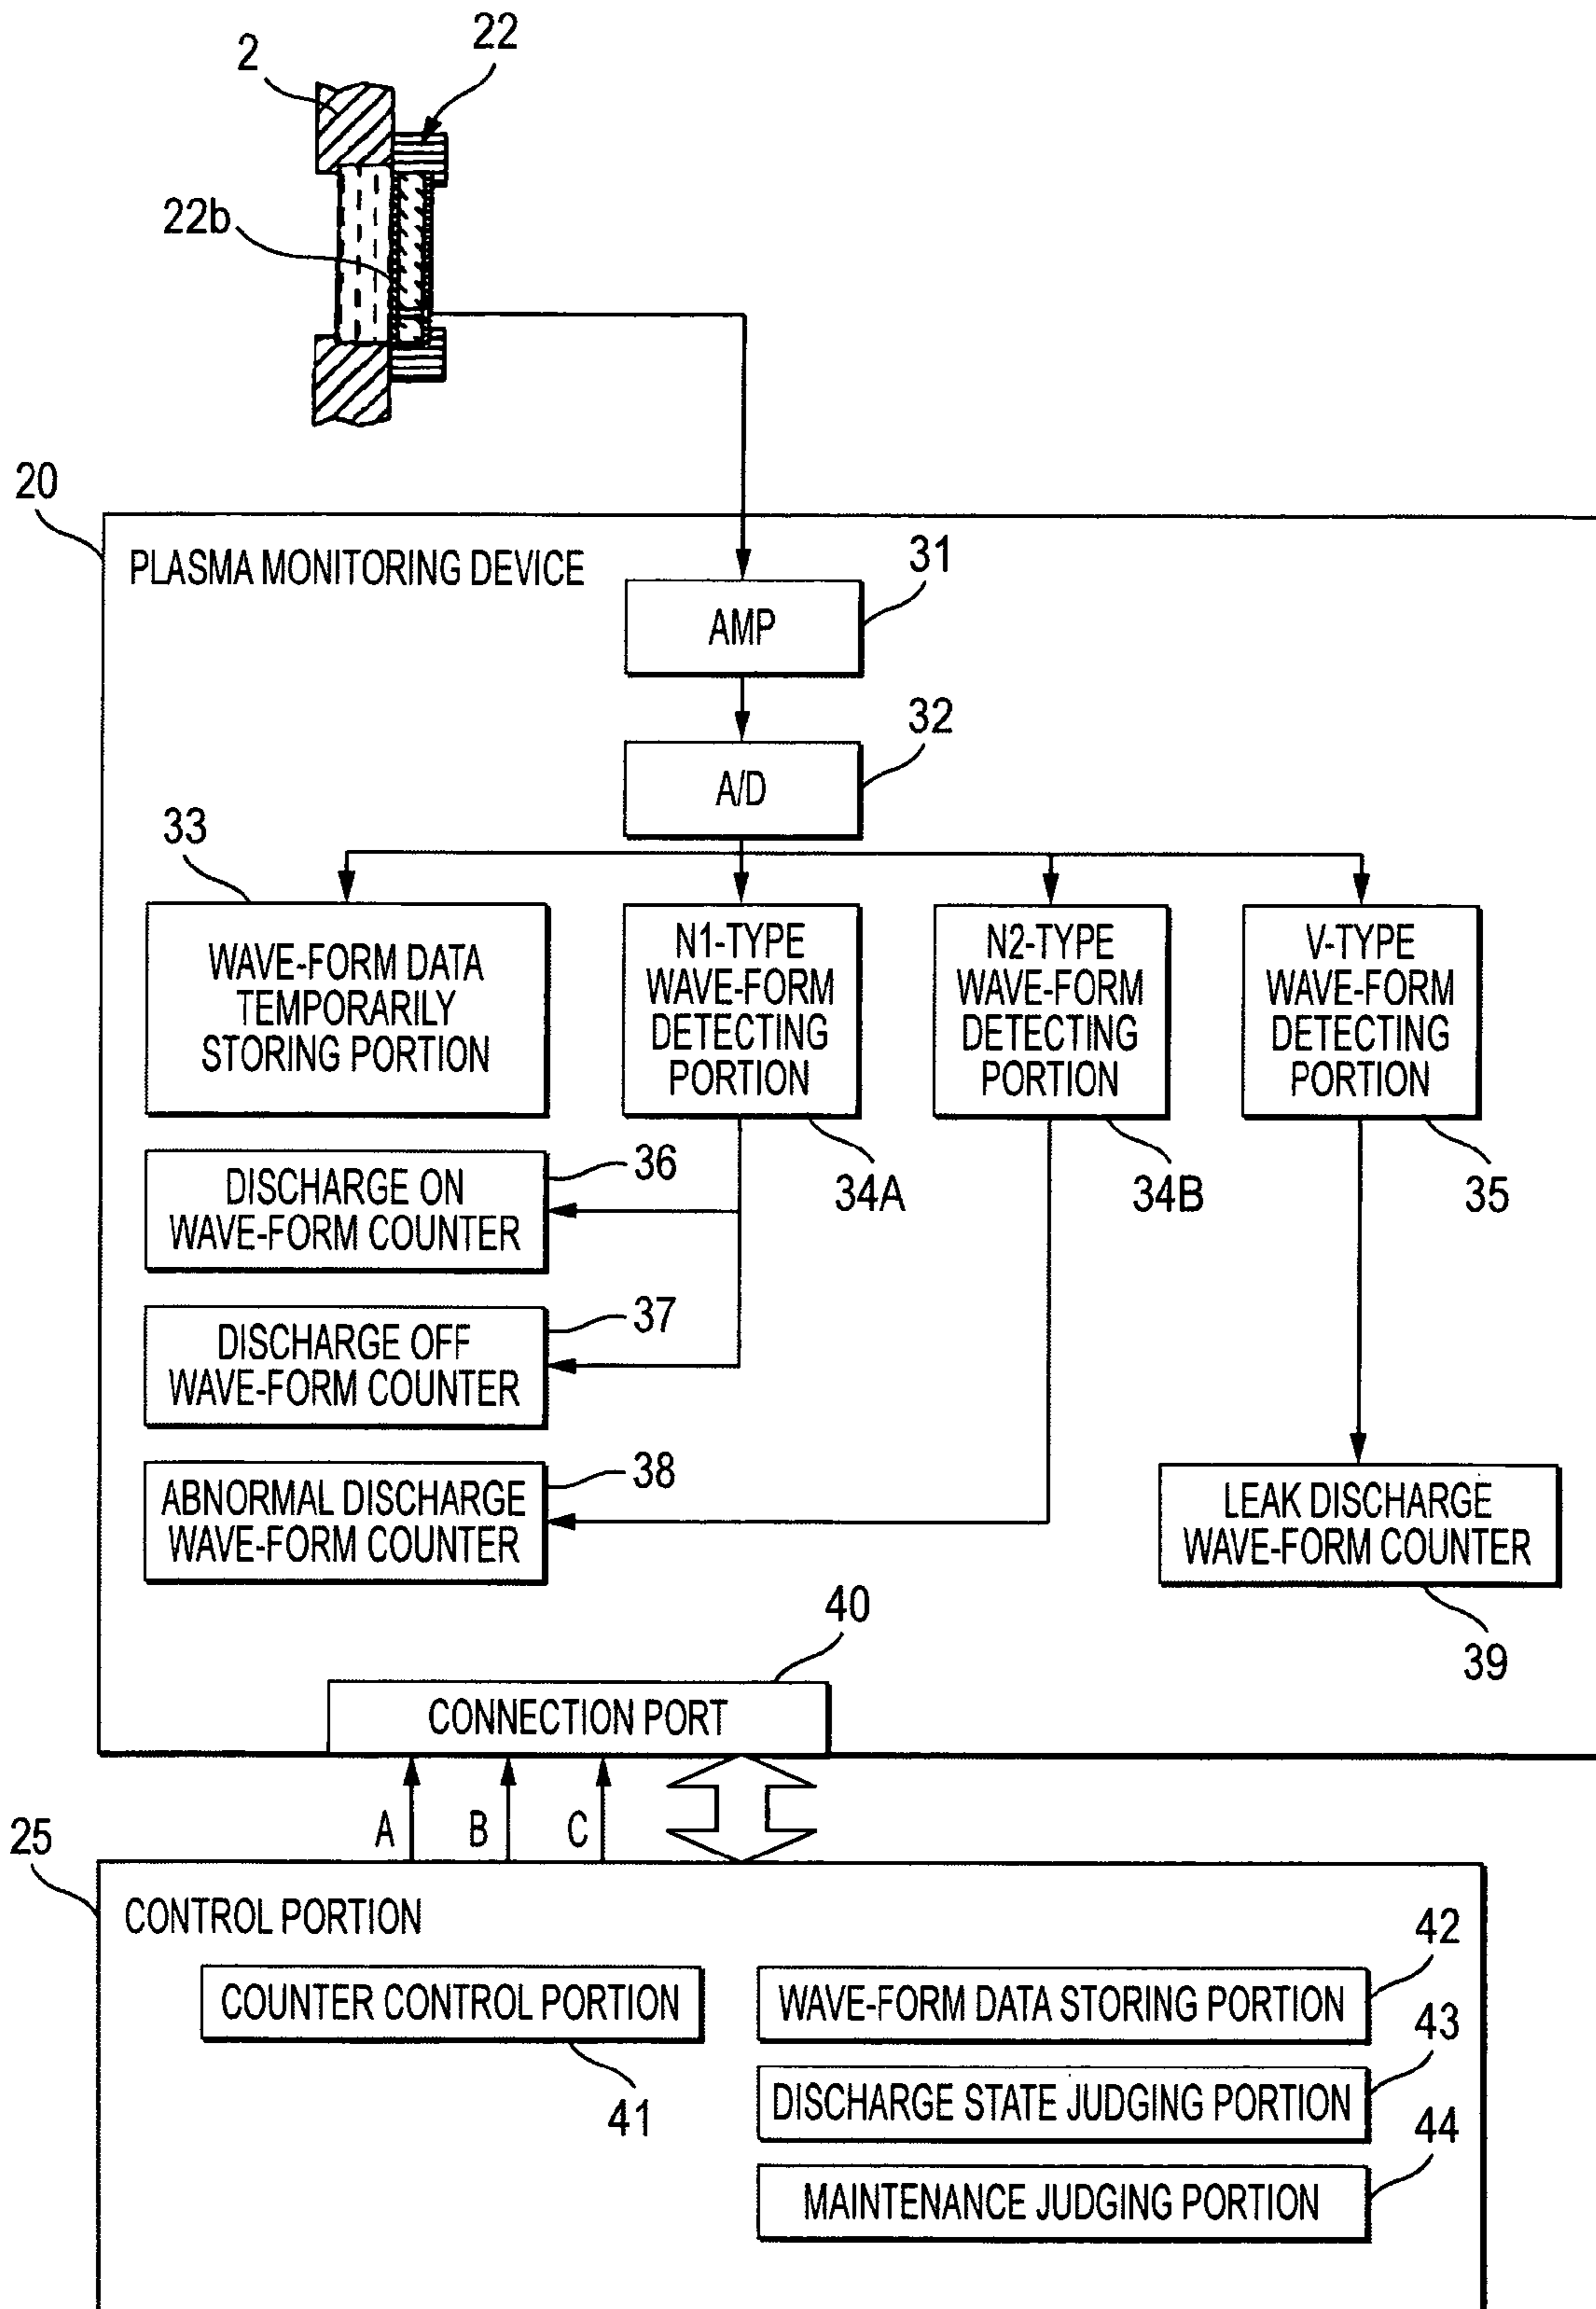 2
22
22b
20
PLASMA MONITORING DEVICE
31
AMP
32
A/D
33
WAVE-FORM DATA
TEMPORARILY
STORING PORTION
N1-TYPE
WAVE-FORM
DETECTING
PORTION
N2-TYPE
WAVE-FORM
DETECTING
PORTION
V-TYPE
WAVE-FORM
DETECTING
PORTION
34A
34B
35
36
DISCHARGE ON
WAVE-FORM COUNTER
37
DISCHARGE OFF
WAVE-FORM COUNTER
38
ABNORMAL DISCHARGE
WAVE-FORM COUNTER
LEAK DISCHARGE
WAVE-FORM COUNTER
39
40
CONNECTION PORT
A
B
C
25
CONTROL PORTION
COUNTER CONTROL PORTION
41
42
WAVE-FORM DATA STORING PORTION
43
DISCHARGE STATE JUDGING PORTION
44
MAINTENANCE JUDGING PORTION